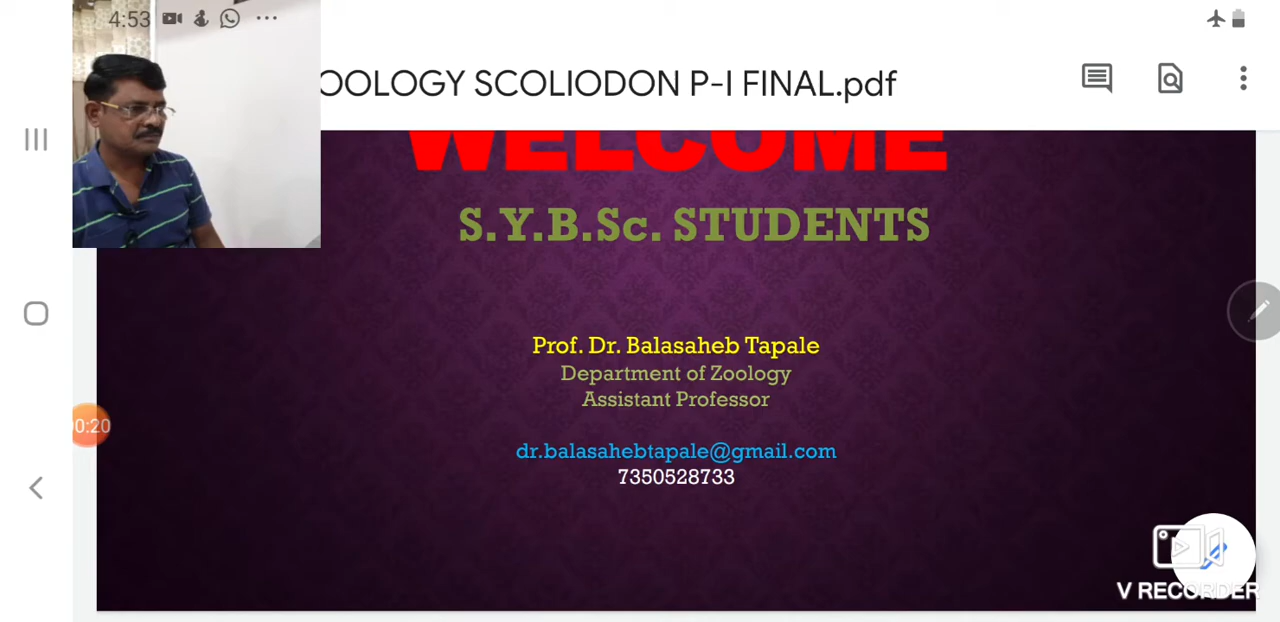 4:53
OOLOGY SCOLIODON P-I FINAL.pdf
WELCOME
S.Y.B.Sc. STUDENTS
Prof. Dr. Balasaheb Tapale
Department of Zoology
Assistant Professor
dr.balasahebtapale@gmail.com
7350528733
00:20
V RECORDER